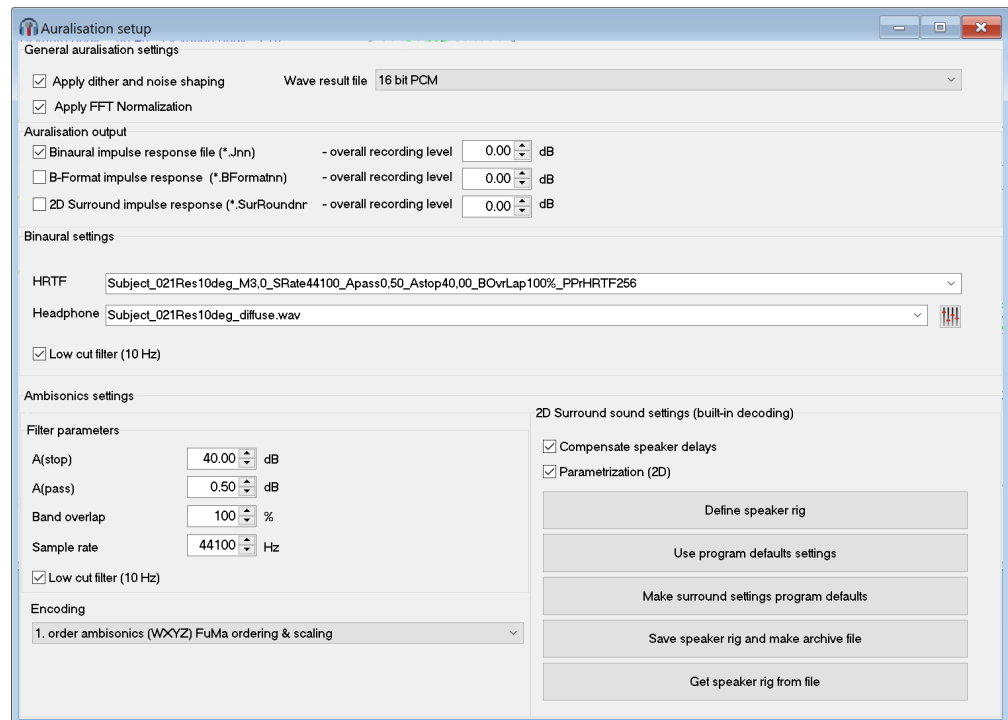 Auralisation setup
General auralisation settings
Apply dither and noise shaping
Wave result file 16 bit PCM
Apply FFT Normalization
Auralisation output
Binaural impulse response file (*.Jnn) - overall recording level 0.00 dB
B-Format impulse response (*.BFormatnn) - overall recording level 0.00 dB
2D Surround impulse response (*.SurRoundnr - overall recording level 0.00 dB
Binaural settings
HRTF Subject_021Res10deg_M3,0_SRate44100_Apass0,50_Astop40,00_BOvrLap100%_PPrHRTF256
Headphone Subject_021Res10deg_diffuse.wav
Low cut filter (10 Hz)
Ambisonics settings
Filter parameters
A(stop) 40.00 dB
A(pass) 0.50 dB
Band overlap 100 %
Sample rate 44100 Hz
Low cut filter (10 Hz)
Encoding
1. order ambisonics (WXYZ) FuMa ordering & scaling
2D Surround sound settings (built-in decoding)
Compensate speaker delays
Parametrization (2D)
Define speaker rig
Use program defaults settings
Make surround settings program defaults
Save speaker rig and make archive file
Get speaker rig from file